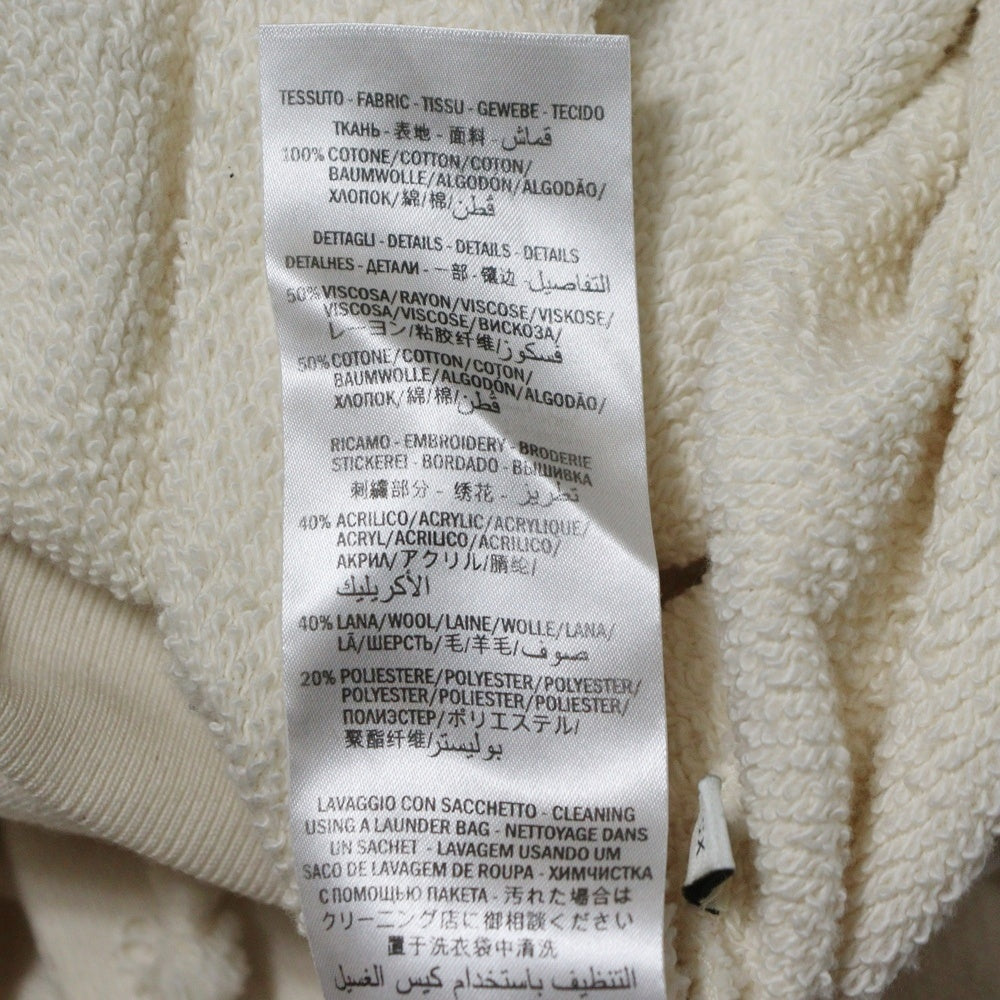 TESSUTO - FABRIC - TISSU - GEWEBE - TECIDO
ТКАНЬ - 表地 - 面料 - قماش
100% COTONE/COTTON/COTON/
BAUMWOLLE/ALGODÓN/ALGODÃO/
ХЛОПОК/綿/棉/قطن
DETTAGLI - DETAILS - DETAILS - DETAILS
DETALHES - ДЕТАЛИ - 一部 - 镶边 - التفاصيل
50% VISCOSA/RAYON/VISCOSE/VISKOSE/
VISCOSA/VISCOSE/ВИСКОЗА/
レーヨン/粘胶纤维/فسكوز
50% COTONE/COTTON/COTON/
BAUMWOLLE/ALGODÓN/ALGODÃO/
ХЛОПОК/綿/棉/قطن
RICAMO - EMBROIDERY - BRODERIE
STICKEREI - BORDADO - ВЫШИВКА
刺繍部分 - 绣花 - تطريز
40% ACRILICO/ACRYLIC/ACRYLIQUE/
ACRYL/ACRILICO/ACRILICO/
АКРИЛ/アクリル/腈纶/
الأكريليك
40% LANA/WOOL/LAINE/WOLLE/LANA/
LÃ/ШЕРСТЬ/毛/羊毛/صوف
20% POLIESTERE/POLYESTER/POLYESTER/
POLYESTER/POLIESTER/POLIESTER/
ПОЛИЭСТЕР/ポリエステル/
聚酯纤维/بوليستر
LAVAGGIO CON SACCHETTO - CLEANING
USING A LAUNDER BAG - NETTOYAGE DANS
UN SACHET - LAVAGEM USANDO UM
SACO DE LAVAGEM DE ROUPA - ХИМЧИСТКА
С ПОМОЩЬЮ ПАКЕТА - 汚れた場合は
クリーニング店に御相談ください
置于洗衣袋中清洗
التنظيف باستخدام كيس الغسيل